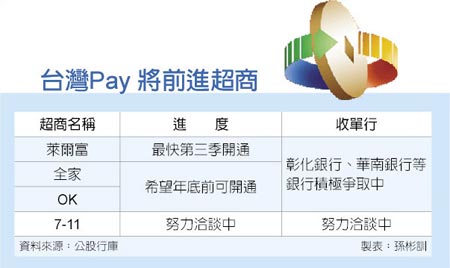 台灣Pay 將前進超商
超商名稱 進度 收單行
萊爾富 最快第三季開通
全家
OK
希望年底前可開通
彰化銀行、華南銀行等
銀行積極爭取中
7-11 努力洽談中 努力洽談中
資料來源：公股行庫 製表：孫彬訓